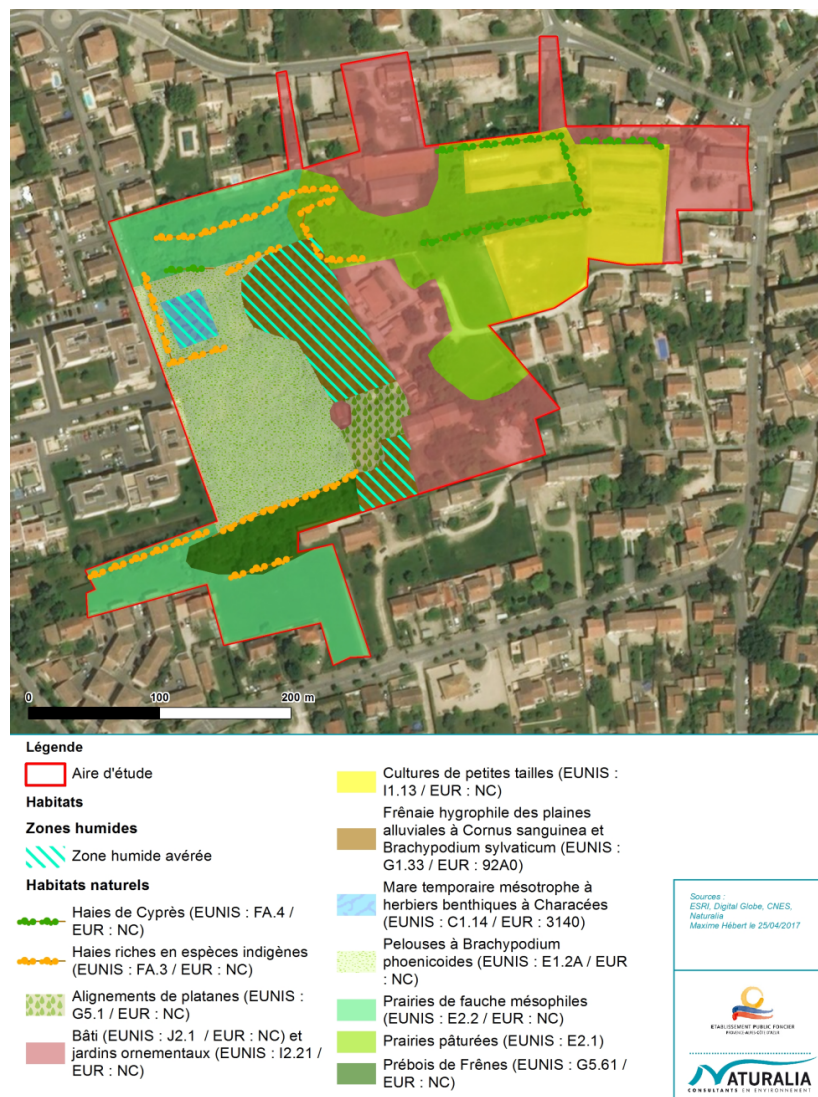 0 100 200 m
Légende
Aire d'étude
Habitats
Zones humides
Zone humide avérée
Habitats naturels
Haies de Cyprès (EUNIS : FA.4 /
EUR : NC)
Haies riches en espèces indigènes
(EUNIS : FA.3 / EUR : NC)
Alignements de platanes (EUNIS :
G5.1 / EUR : NC)
Bâti (EUNIS : J2.1 / EUR : NC) et
jardins ornementaux (EUNIS : I2.21 /
EUR : NC)
Cultures de petites tailles (EUNIS :
I1.13 / EUR : NC)
Frênaie hygrophile des plaines
alluviales à Cornus sanguinea et
Brachypodium sylvaticum (EUNIS :
G1.33 / EUR : 92A0)
Mare temporaire mésotrophe à
herbiers benthiques à Characées
(EUNIS : C1.14 / EUR : 3140)
Pelouses à Brachypodium
phoenicoides (EUNIS : E1.2A / EUR
: NC)
Prairies de fauche mésophiles
(EUNIS : E2.2 / EUR : NC)
Prairies pâturées (EUNIS : E2.1)
Prébois de Frênes (EUNIS : G5.61 /
EUR : NC)
Sources :
ESRI, Digital Globe, CNES,
Naturalia
Maxime Hébert le 25/04/2017
ETABLISSEMENT PUBLIC FONCIER
PROVENCE-ALPES-CÔTE D'AZUR
NATURALIA
CONSULTANTS EN ENVIRONNEMENT